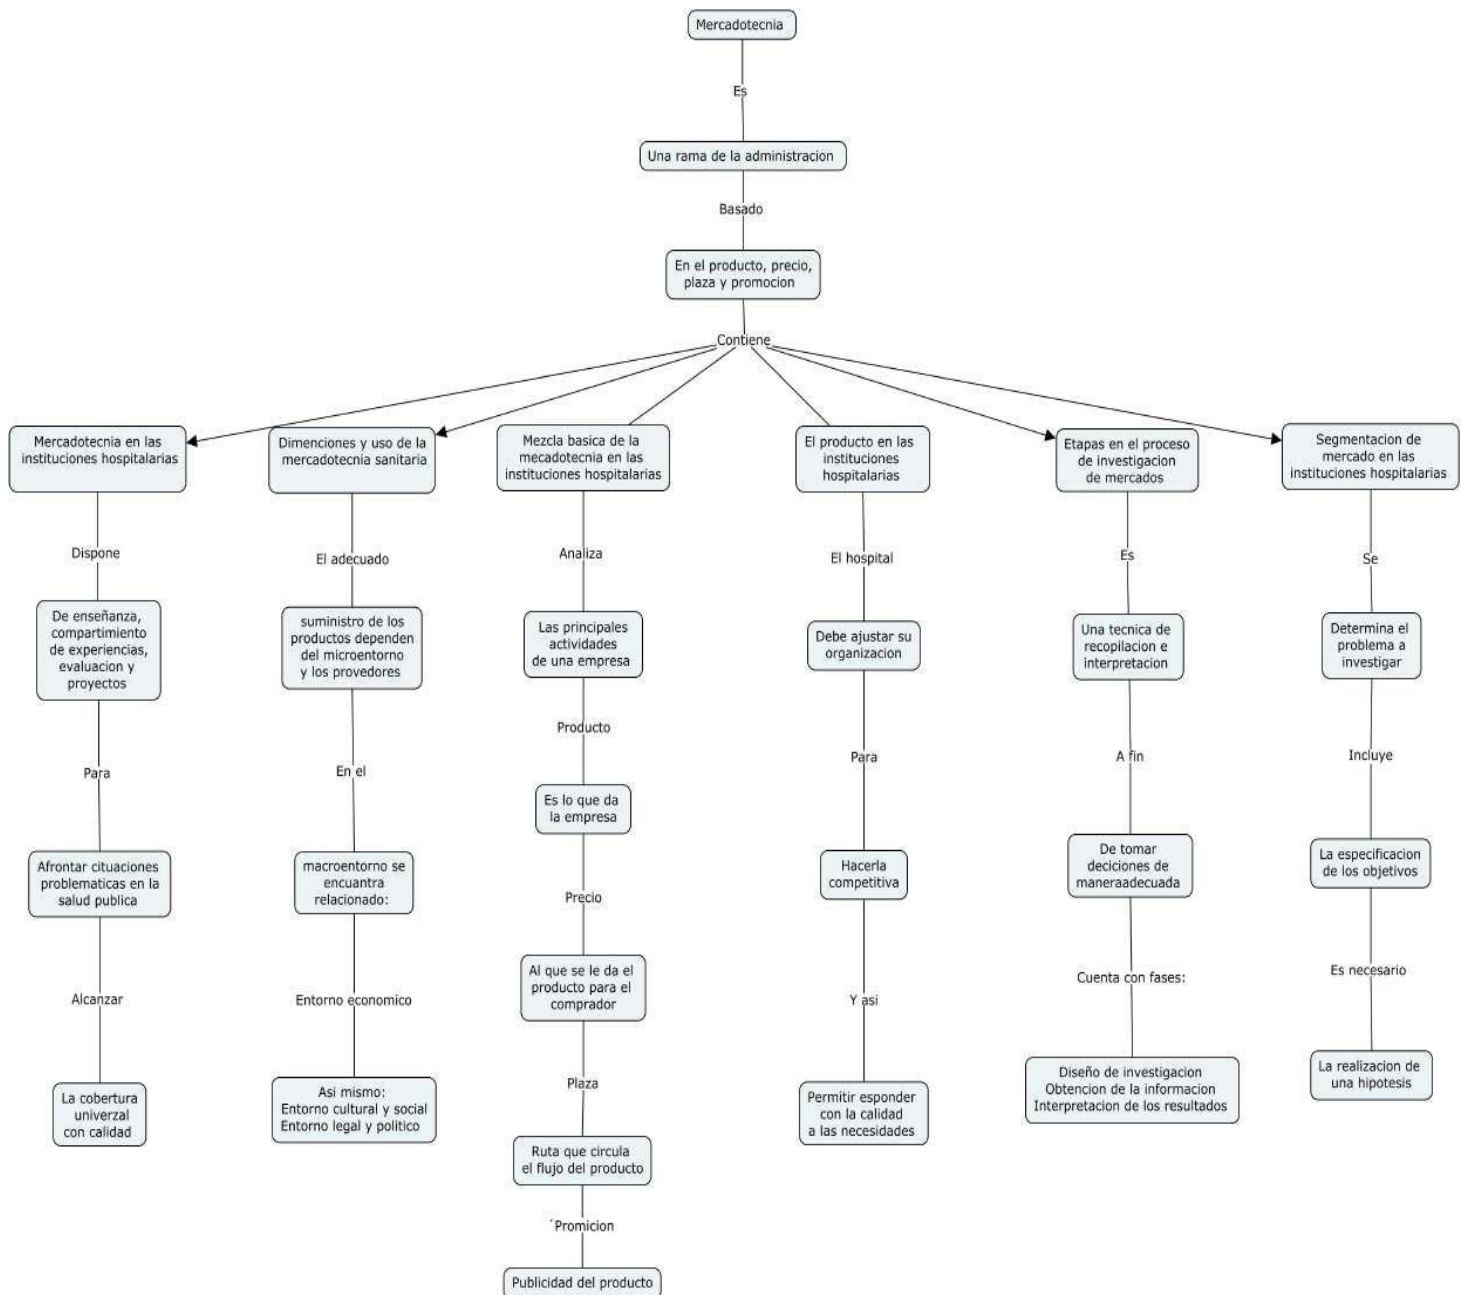 Mercadotecnia
Es
Una rama de la administracion
Basado
En el producto, precio,
plaza y promocion
Contiene
Mercadotecnia en las
instituciones hospitalarias
Dispone
De enseñanza,
compartimiento
de experiencias,
evaluacion y
proyectos
Para
Afrontar cituaciones
problematicas en la
salud publica
Alcanzar
La cobertura
univerzal
con calidad
Dimenciones y uso de la
mercadotecnia sanitaria
El adecuado
suministro de los
productos dependen
del microentorno
y los provedores
En el
macroentorno se
encuantra
relacionado:
Entorno economico
Asi mismo:
Entorno cultural y social
Entorno legal y politico
Mezcla basica de la
mecadotecnia en las
instituciones hospitalarias
Analiza
Las principales
actividades
de una empresa
Producto
Es lo que da
la empresa
Precio
Al que se le da el
producto para el
comprador
Plaza
Ruta que circula
el flujo del producto
´Promicion
Publicidad del producto
El producto en las
instituciones
hospitalarias
El hospital
Debe ajustar su
organizacion
Para
Hacerla
competitiva
Y asi
Permitir esponder
con la calidad
a las necesidades
Etapas en el proceso
de investigacion
de mercados
Es
Una tecnica de
recopilacion e
interpretacion
A fin
De tomar
deciciones de
maneraadecuada
Cuenta con fases:
Diseño de investigacion
Obtencion de la informacion
Interpretacion de los resultados
Segmentacion de
mercado en las
instituciones hospitalarias
Se
Determina el
problema a
investigar
Incluye
La especificacion
de los objetivos
Es necesario
La realizacion de
una hipotesis